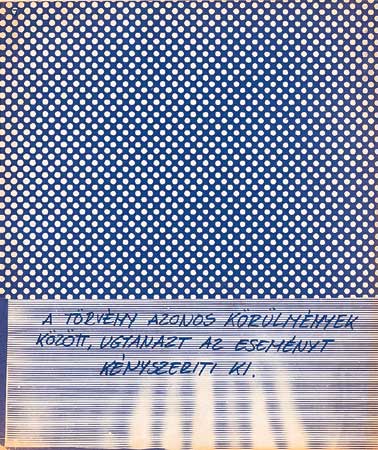 A TÖRVÉNY AZONOS KÖRÜLMÉNYEK
KÖZÖTT, UGYANAZT AZ ESEMÉNYT
KÉNYSZERITI KI.